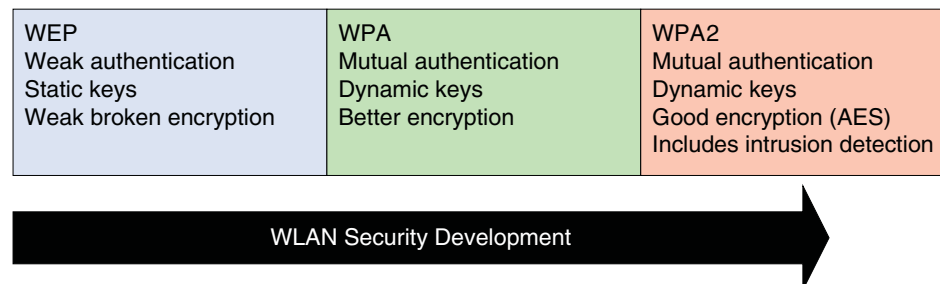 WEP
Weak authentication
Static keys
Weak broken encryption
WPA
Mutual authentication
Dynamic keys
Better encryption
WPA2
Mutual authentication
Dynamic keys
Good encryption (AES)
Includes intrusion detection
WLAN Security Development